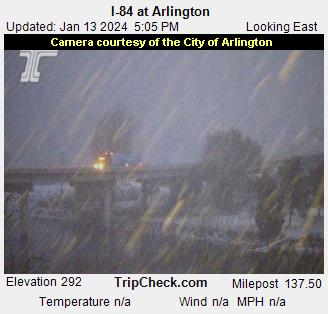 I-84 at Arlington
Updated: Jan 13 2024 5:05 PM Looking East
Camera courtesy of the City of Arlington
Elevation 292 TripCheck.com Milepost 137.50
Temperature n/a Wind n/a MPH n/a